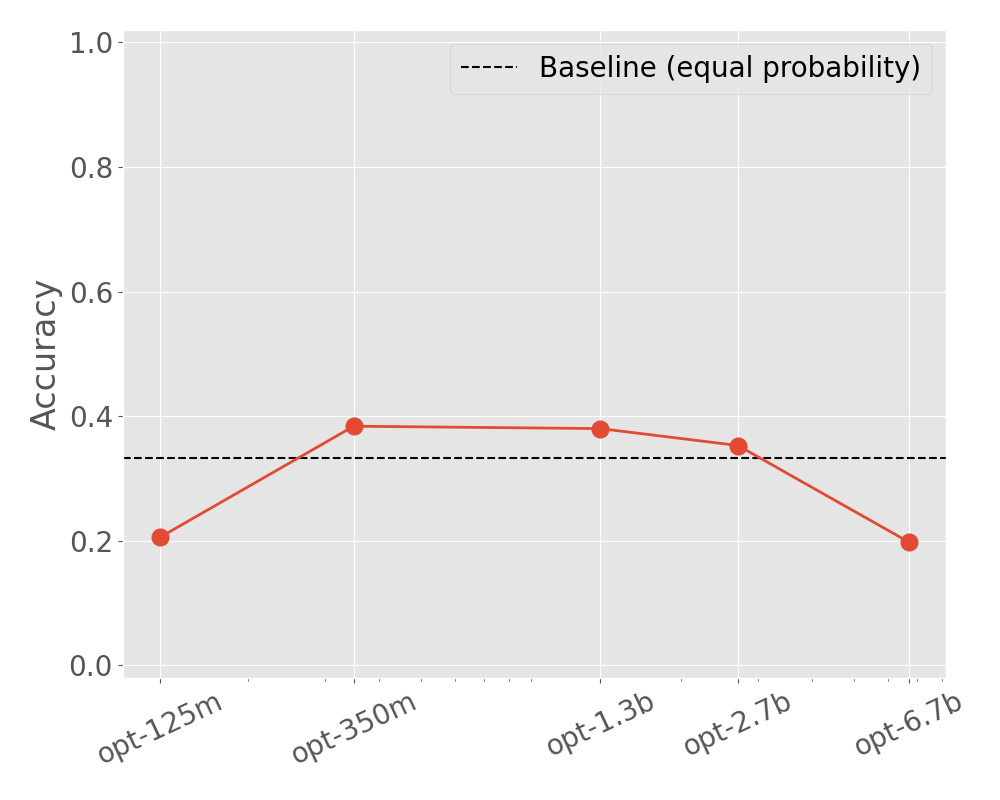 Baseline (equal probability)
Accuracy
1.0
0.8
0.6
0.4
0.2
0.0
opt-125m
opt-350m
opt-1.3b
opt-2.7b
opt-6.7b